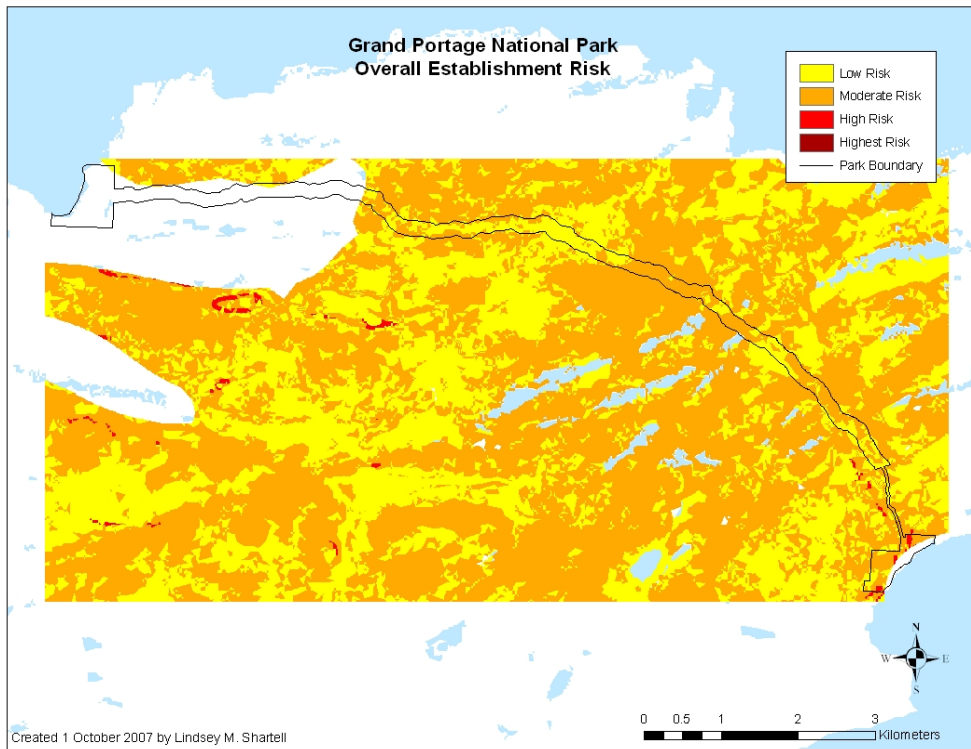 Grand Portage National Park
Overall Establishment Risk
Low Risk
Moderate Risk
High Risk
Highest Risk
Park Boundary
N
W E
S
0 0.5 1 2 3
Kilometers
Created 1 October 2007 by Lindsey M. Shartell